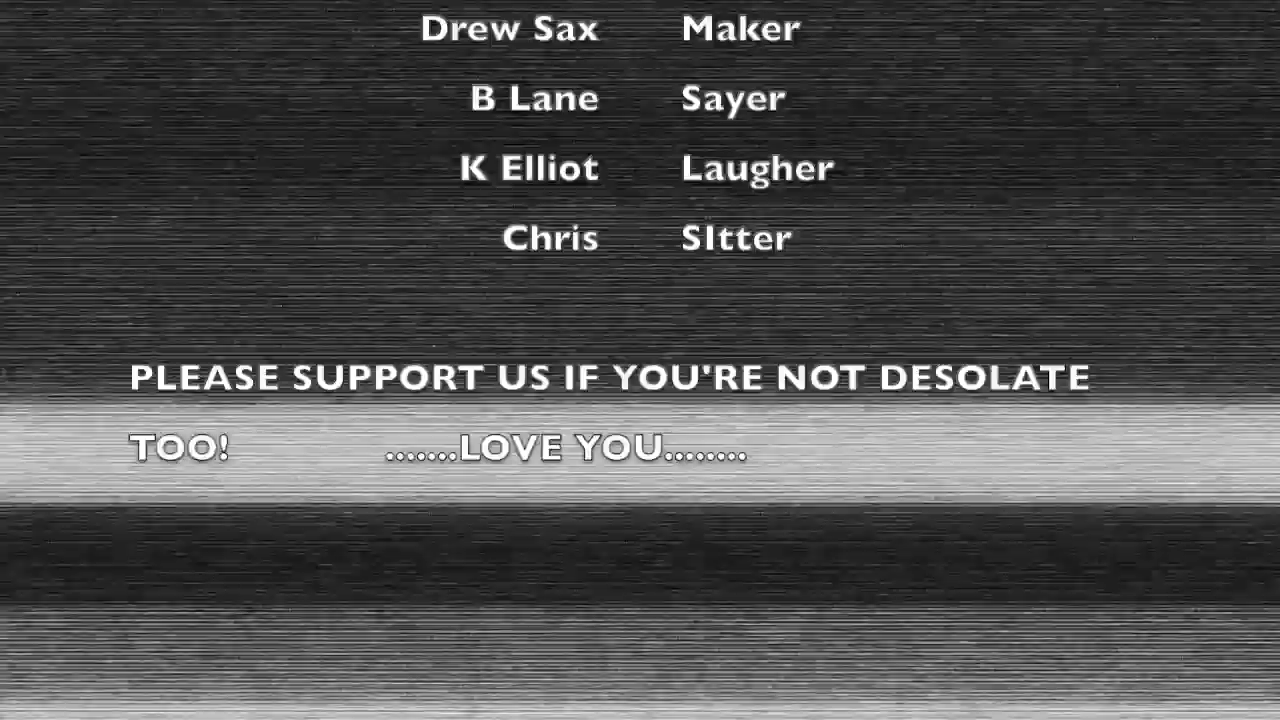 Drew Sax Maker
B Lane Sayer
K Elliot Laugher
Chris SItter
PLEASE SUPPORT US IF YOU'RE NOT DESOLATE
TOO! .......LOVE YOU........